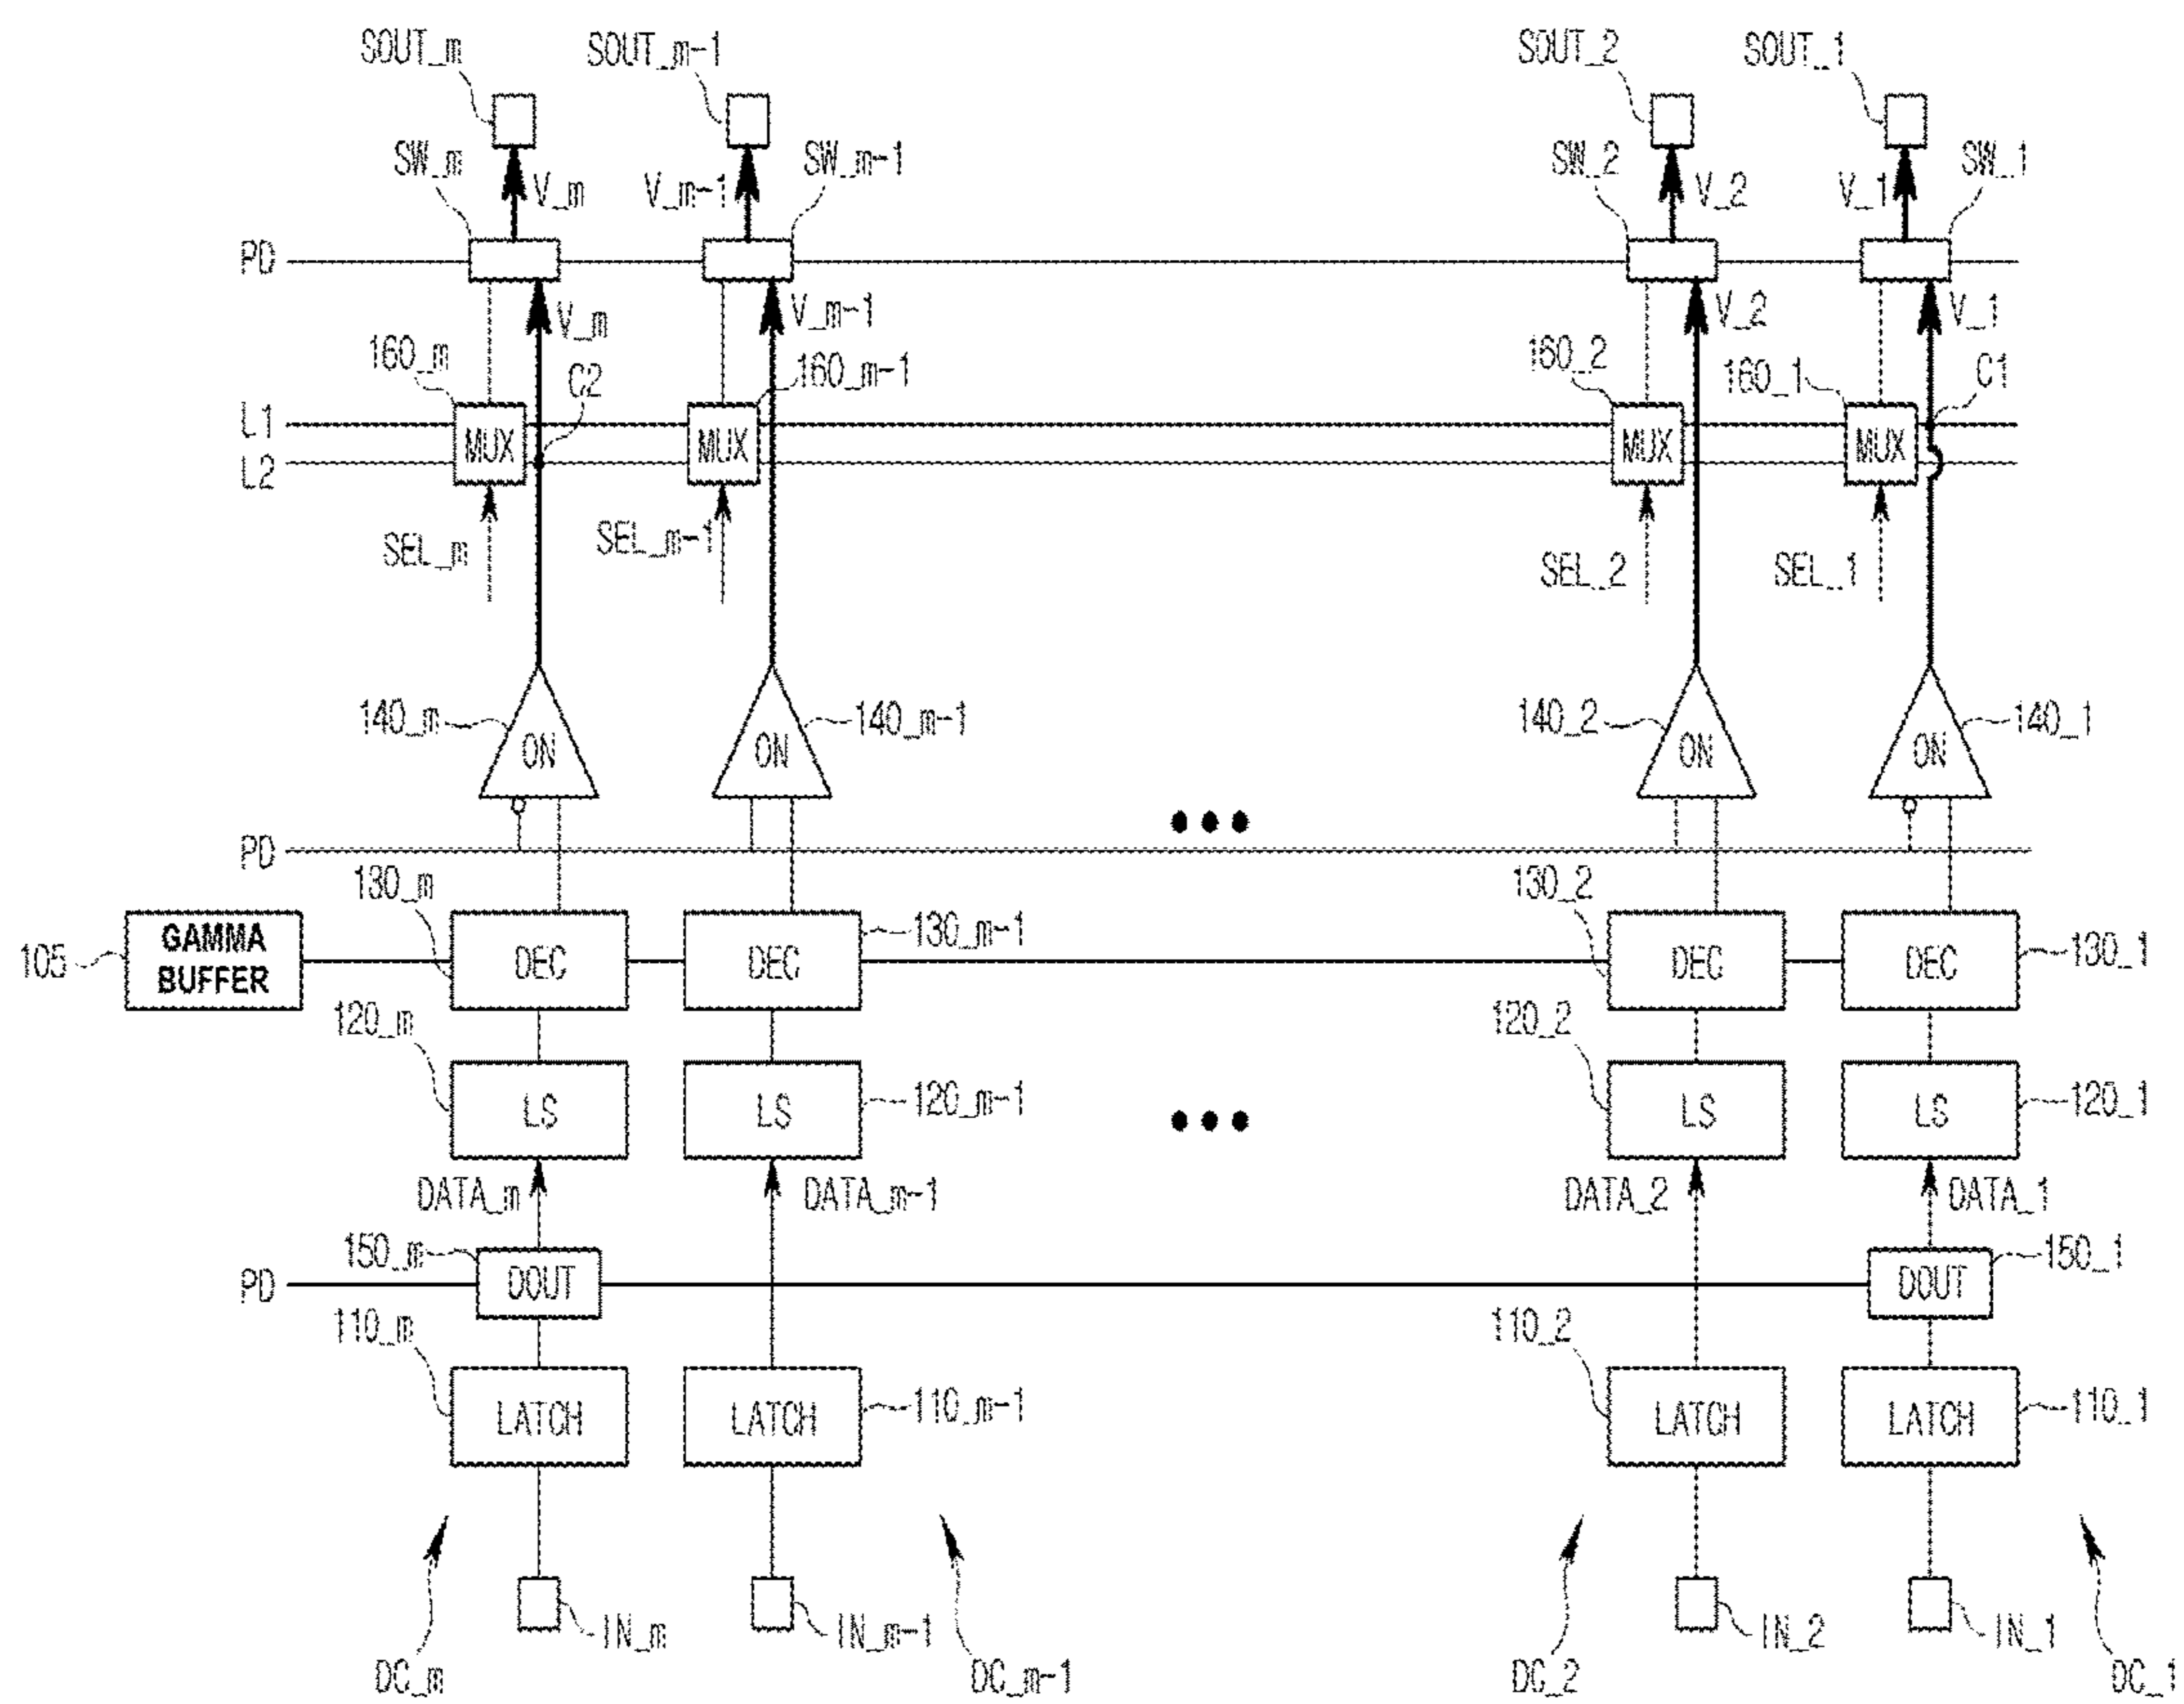 SOUT_m SOUT_m-1 SOUT_2 SOUT_1
SW_m SW_m-1 SW_2 SW_1
V_m V_m-1 V_2 V_1
PD
V_m V_m-1 V_2 V_1
160_m C2 160_m-1 160_2 160_1 C1
L1
MUX MUX MUX MUX
L2
SEL_m SEL_m-1 SEL_2 SEL_1
140_m 140_m-1 140_2 140_1
ON ON ON ON
PD
130_m 130_m-1 130_2 130_1
105 GAMMA
BUFFER
DEC DEC DEC DEC
120_m 120_m-1 120_2 120_1
LS LS LS LS
DATA_m DATA_m-1 DATA_2 DATA_1
150_m 150_1
PD DOUT DOUT
110_m 110_m-1 110_2 110_1
LATCH LATCH LATCH LATCH
IN_m IN_m-1 IN_2 IN_1
DC_m DC_m-1 DC_2 DC_1